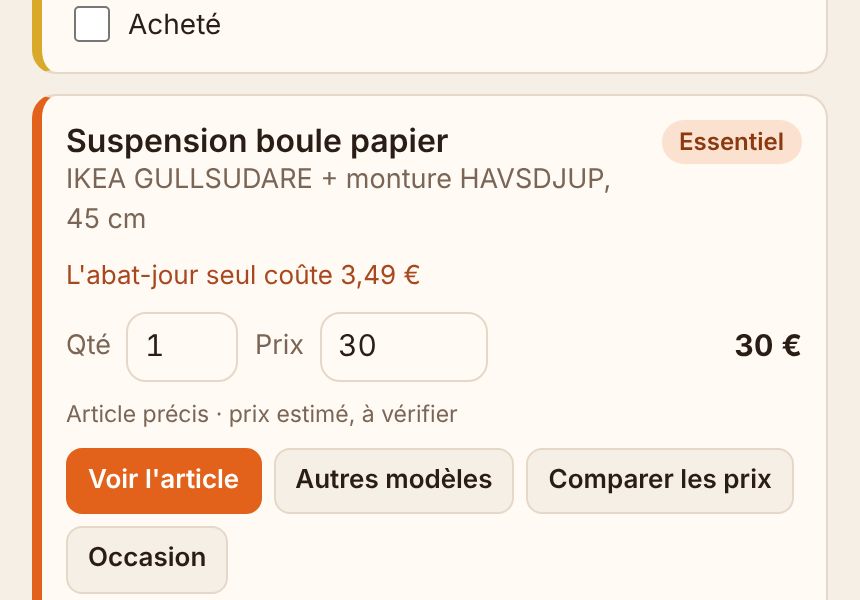 Acheté
Suspension boule papier
Essentiel
IKEA GULLSUDARE + monture HAVSDJUP,
45 cm
L'abat-jour seul coûte 3,49 €
Qté 1 Prix 30 30 €
Article précis · prix estimé, à vérifier
Voir l'article Autres modèles Comparer les prix
Occasion